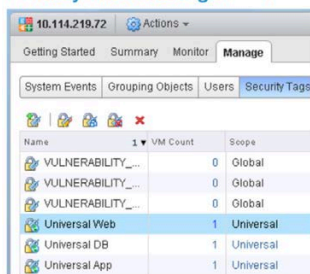 10.114.219.72 Actions
Getting Started Summary Monitor Manage
System Events Grouping Objects Users Security Tags
Name 1 VM Count Scope
VULNERABILITY_... 0 Global
VULNERABILITY_... 0 Global
VULNERABILITY_... 0 Global
Universal Web 1 Universal
Universal DB 1 Universal
Universal App 1 Universal